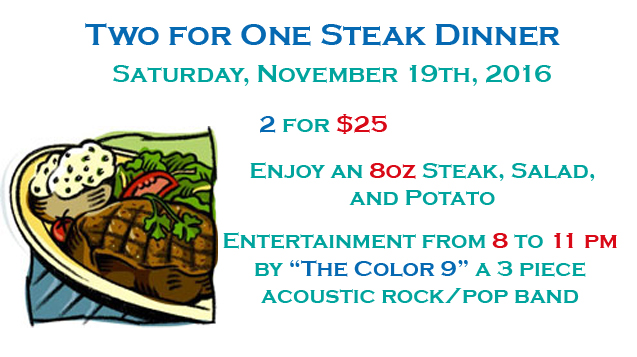 Two for One Steak Dinner
Saturday, November 19th, 2016
2 for $25
Enjoy an 8oz Steak, Salad,
and Potato
Entertainment from 8 to 11 pm
by “The Color 9” a 3 piece
acoustic rock/pop band